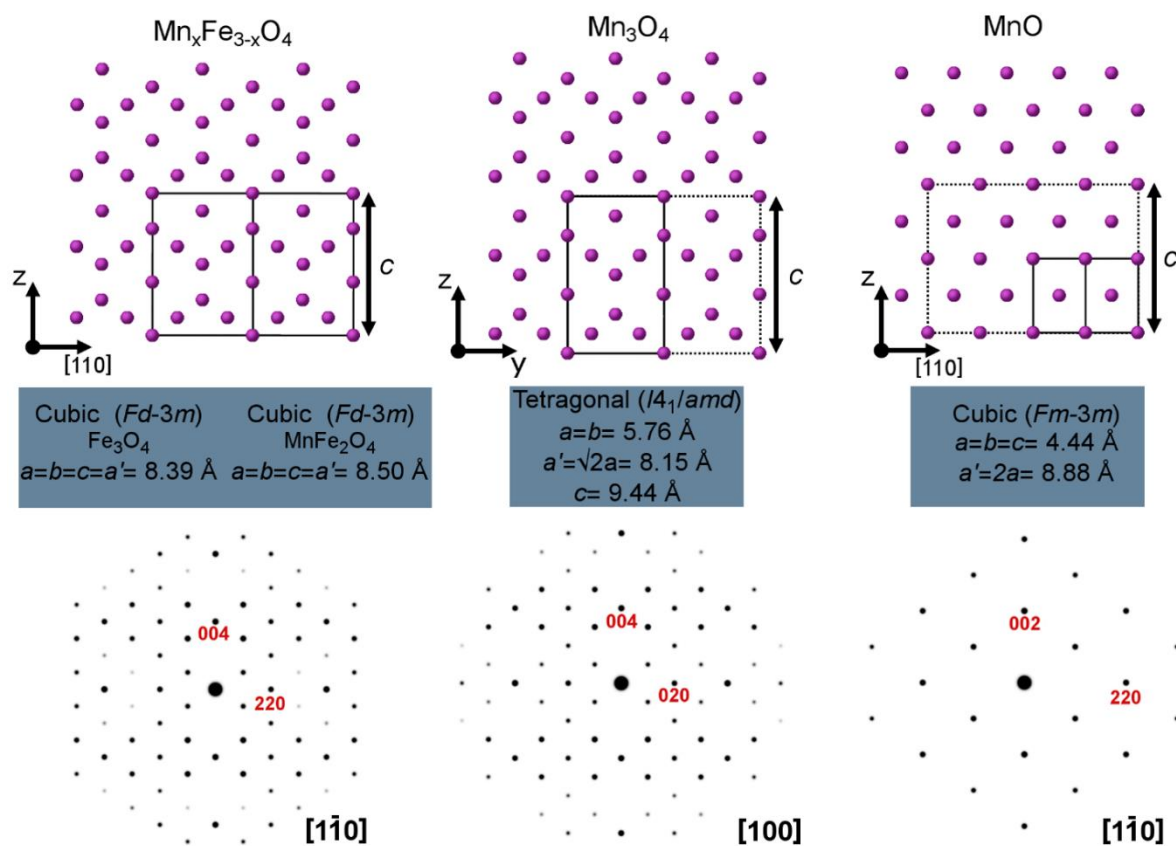 MnₓFe₃₋ₓO₄
Mn₃O₄
MnO
z
[110]
c
z
y
c
z
[110]
c
Cubic (Fd-3m) Cubic (Fd-3m)
Fe₃O₄ MnFe₂O₄
a=b=c=a'= 8.39 Å a=b=c=a'= 8.50 Å
Tetragonal (I4₁/amd)
a=b= 5.76 Å
a'=√2a= 8.15 Å
c= 9.44 Å
Cubic (Fm-3m)
a=b=c= 4.44 Å
a'=2a= 8.88 Å
004
220
[11̄0]
004
020
[100]
002
220
[11̄0]